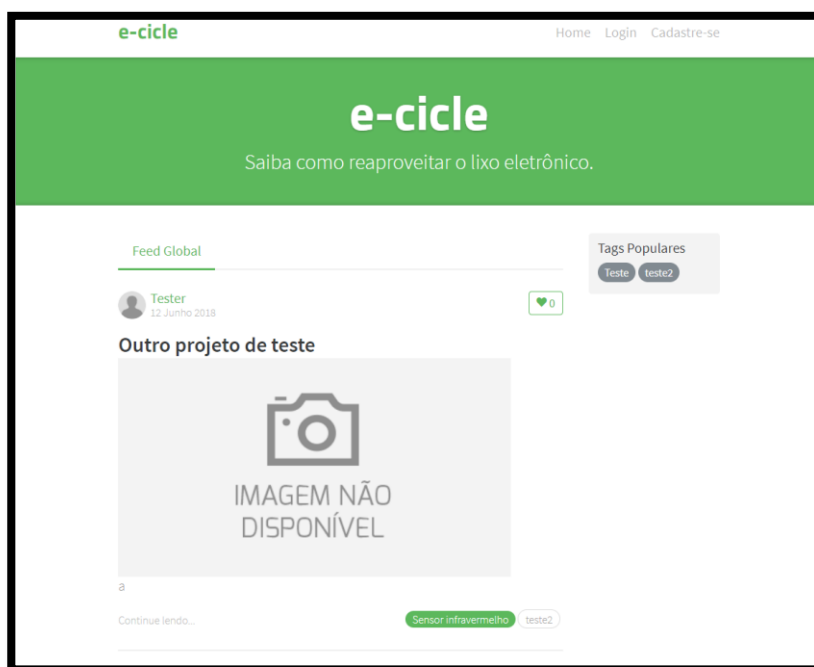 e-cicle
Home Login Cadastre-se
e-cicle
Saiba como reaproveitar o lixo eletrônico.
Feed Global
Tags Populares
Teste teste2
Tester
12 Junho 2018
0
Outro projeto de teste
IMAGEM NÃO
DISPONÍVEL
a
Continue lendo...
Sensor infravermelho teste2